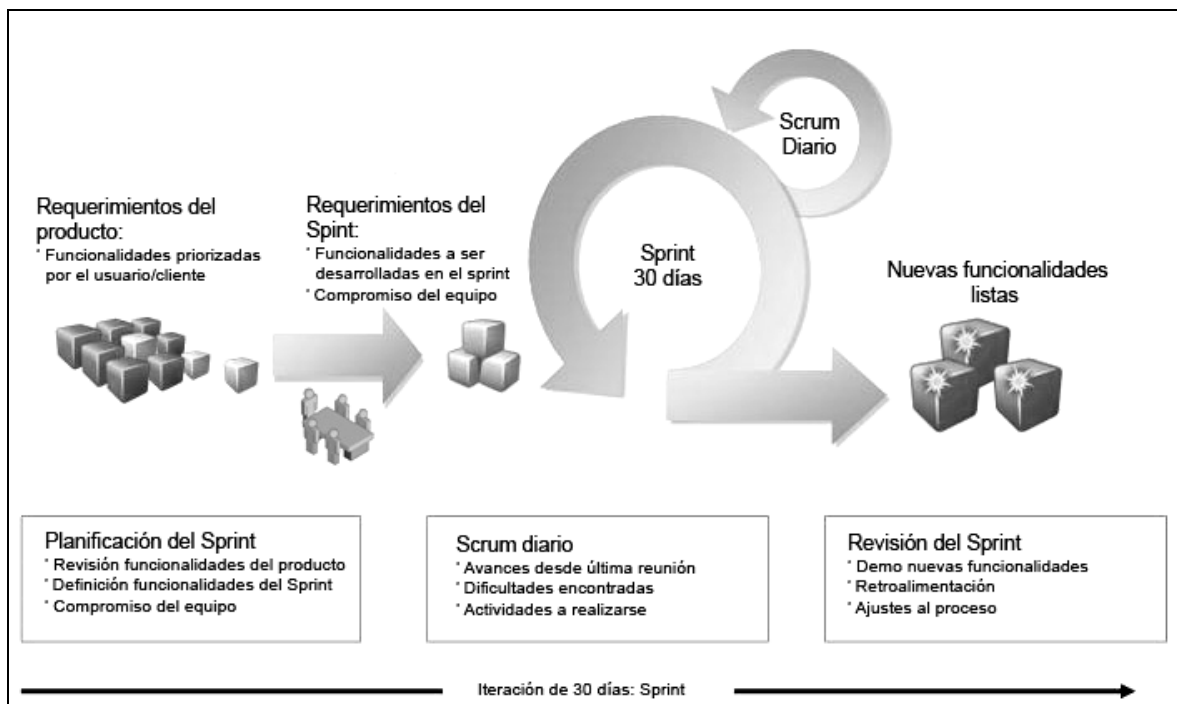 Requerimientos del
producto:
* Funcionalidades priorizadas
por el usuario/cliente
Requerimientos del
Spint:
* Funcionalidades a ser
desarrolladas en el sprint
* Compromiso del equipo
Sprint
30 días
Scrum
Diario
Nuevas funcionalidades
listas
Planificación del Sprint
* Revisión funcionalidades del producto
* Definición funcionalidades del Sprint
* Compromiso del equipo
Scrum diario
* Avances desde última reunión
* Dificultades encontradas
* Actividades a realizarse
Revisión del Sprint
* Demo nuevas funcionalidades
* Retroalimentación
* Ajustes al proceso
Iteración de 30 días: Sprint